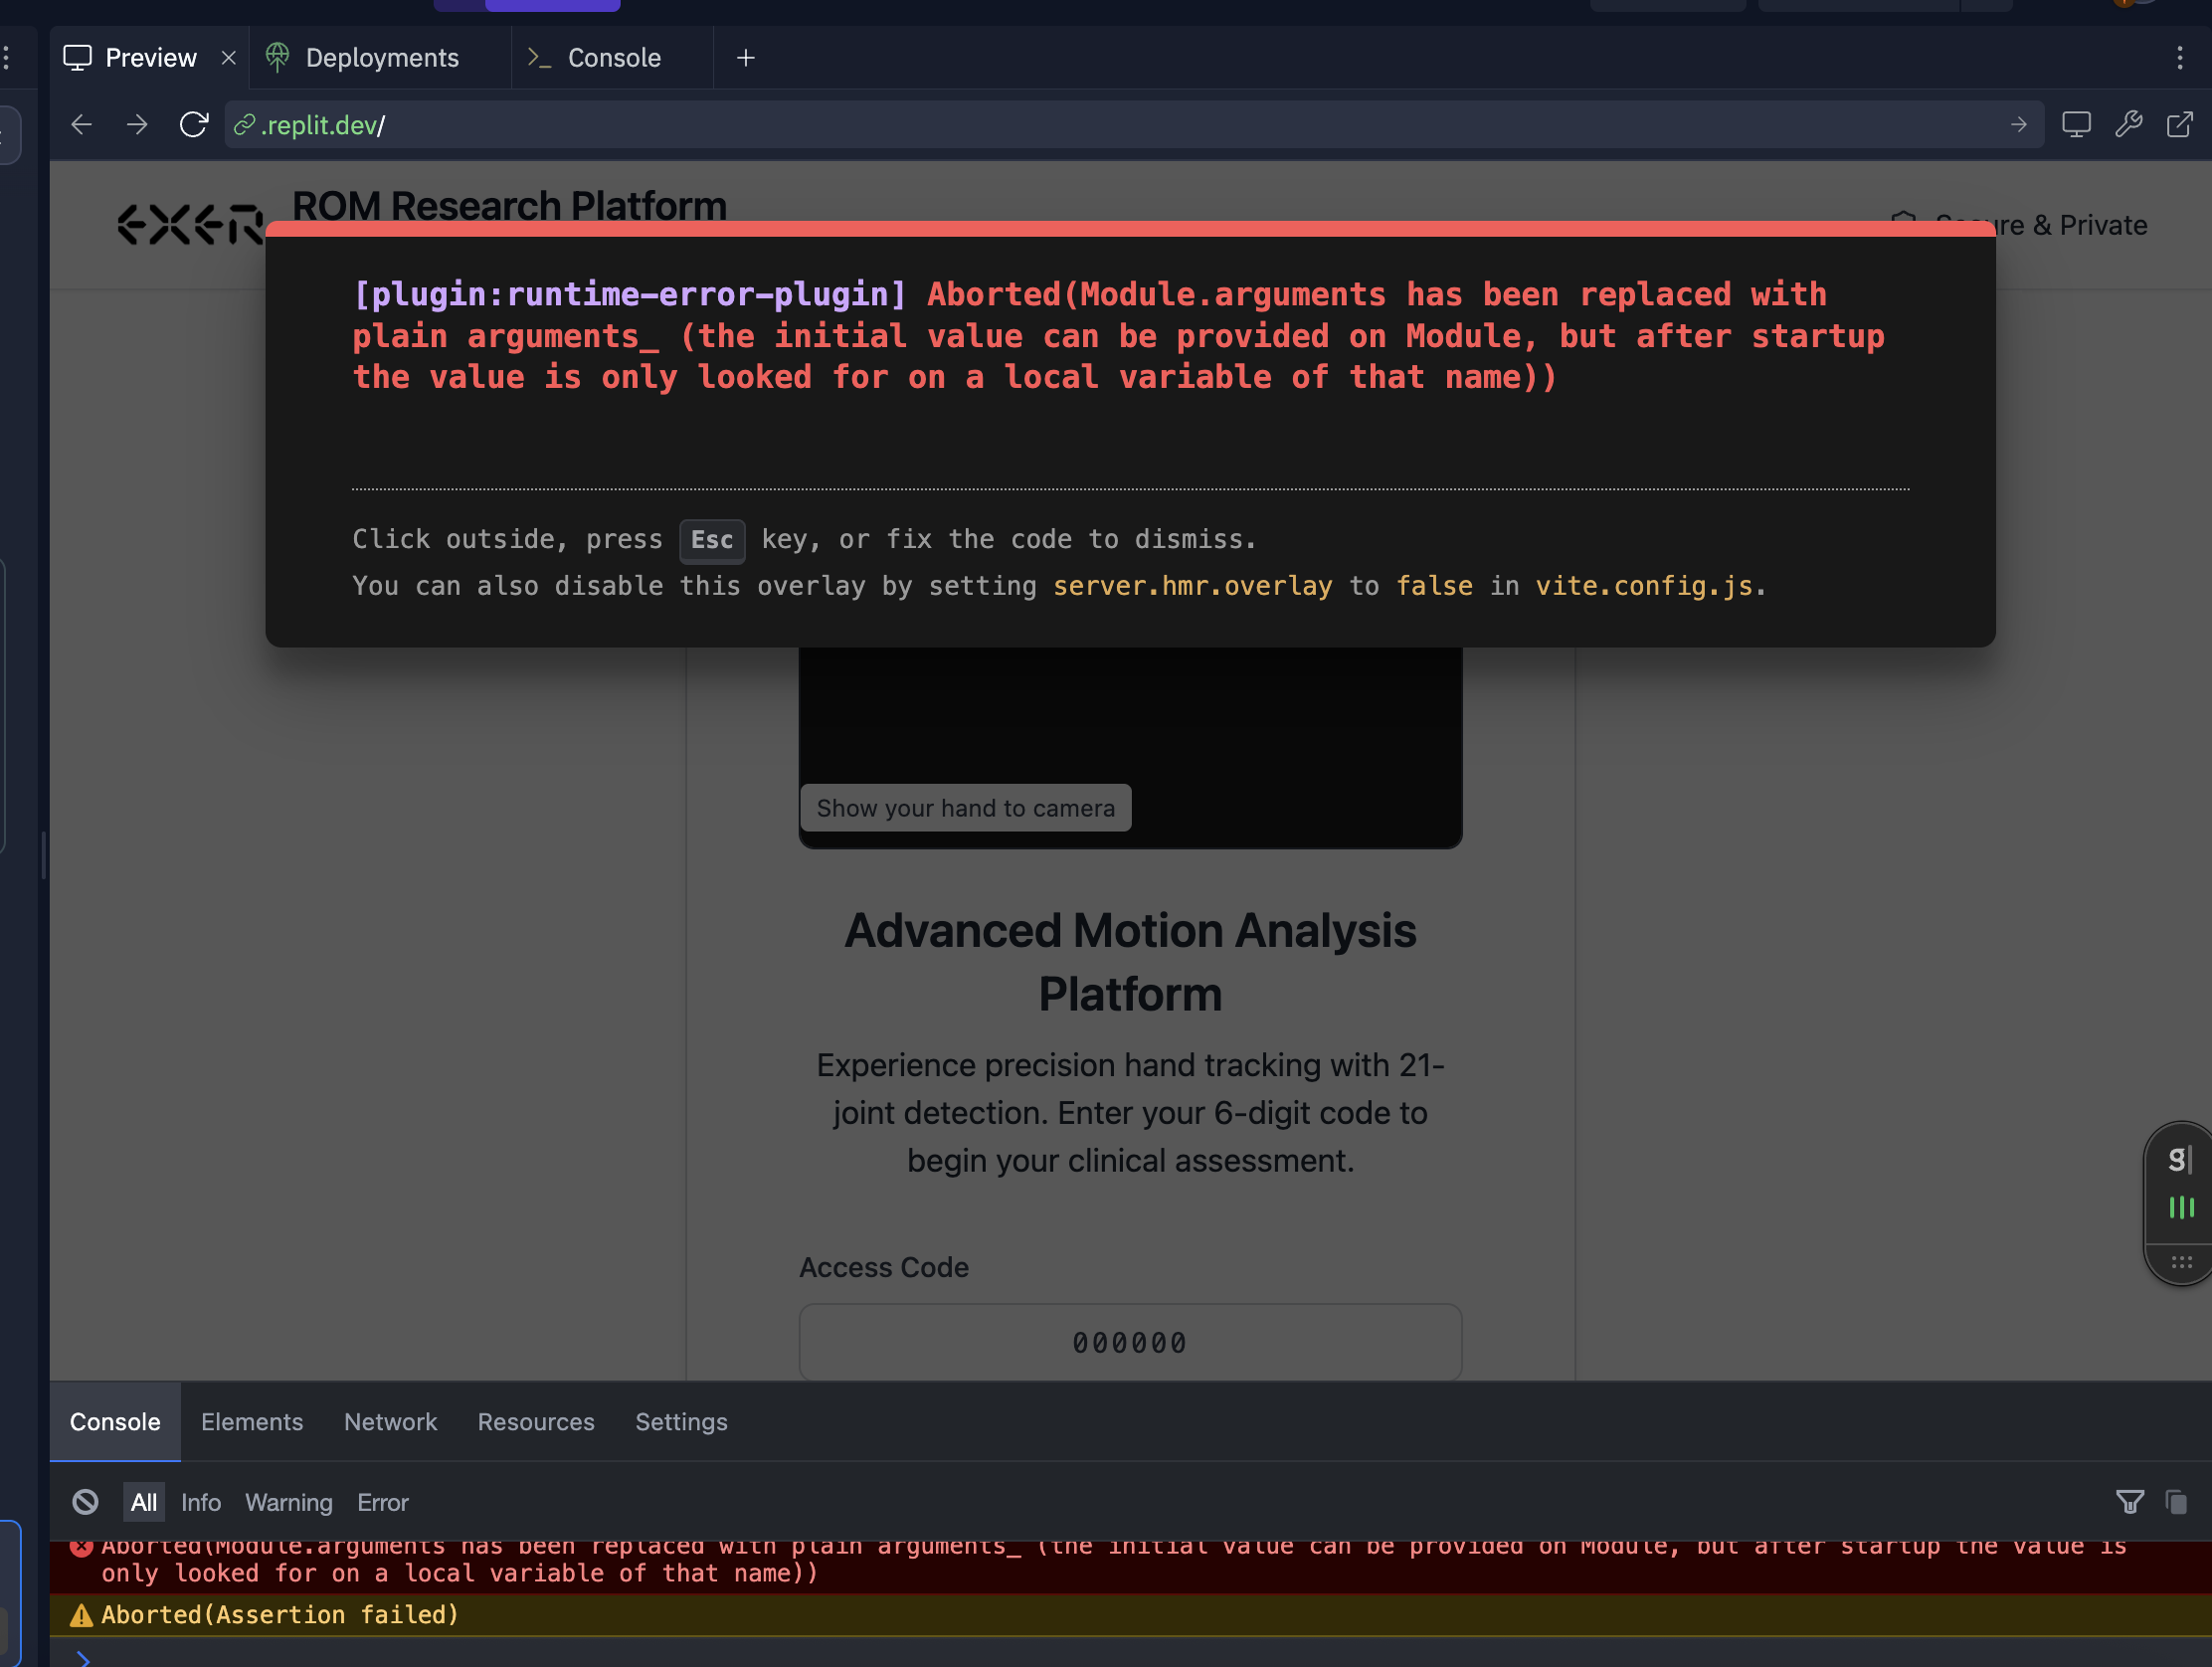 Preview
Deployments
Console
.replit.dev/
EXER
ROM Research Platform
& Private
[plugin:runtime-error-plugin] Aborted(Module.arguments has been replaced with
plain arguments_ (the initial value can be provided on Module, but after startup
the value is only looked for on a local variable of that name))
Click outside, press Esc key, or fix the code to dismiss.
You can also disable this overlay by setting server.hmr.overlay to false in vite.config.js.
Show your hand to camera
Advanced Motion Analysis
Platform
Experience precision hand tracking with 21-
joint detection. Enter your 6-digit code to
begin your clinical assessment.
g
Access Code
000000
Console Elements Network Resources Settings
All Info Warning Error
Aborted(Module.arguments has been replaced with plain arguments_ (the initial value can be provided on Module, but after startup the value is
only looked for on a local variable of that name))
Aborted(Assertion failed)